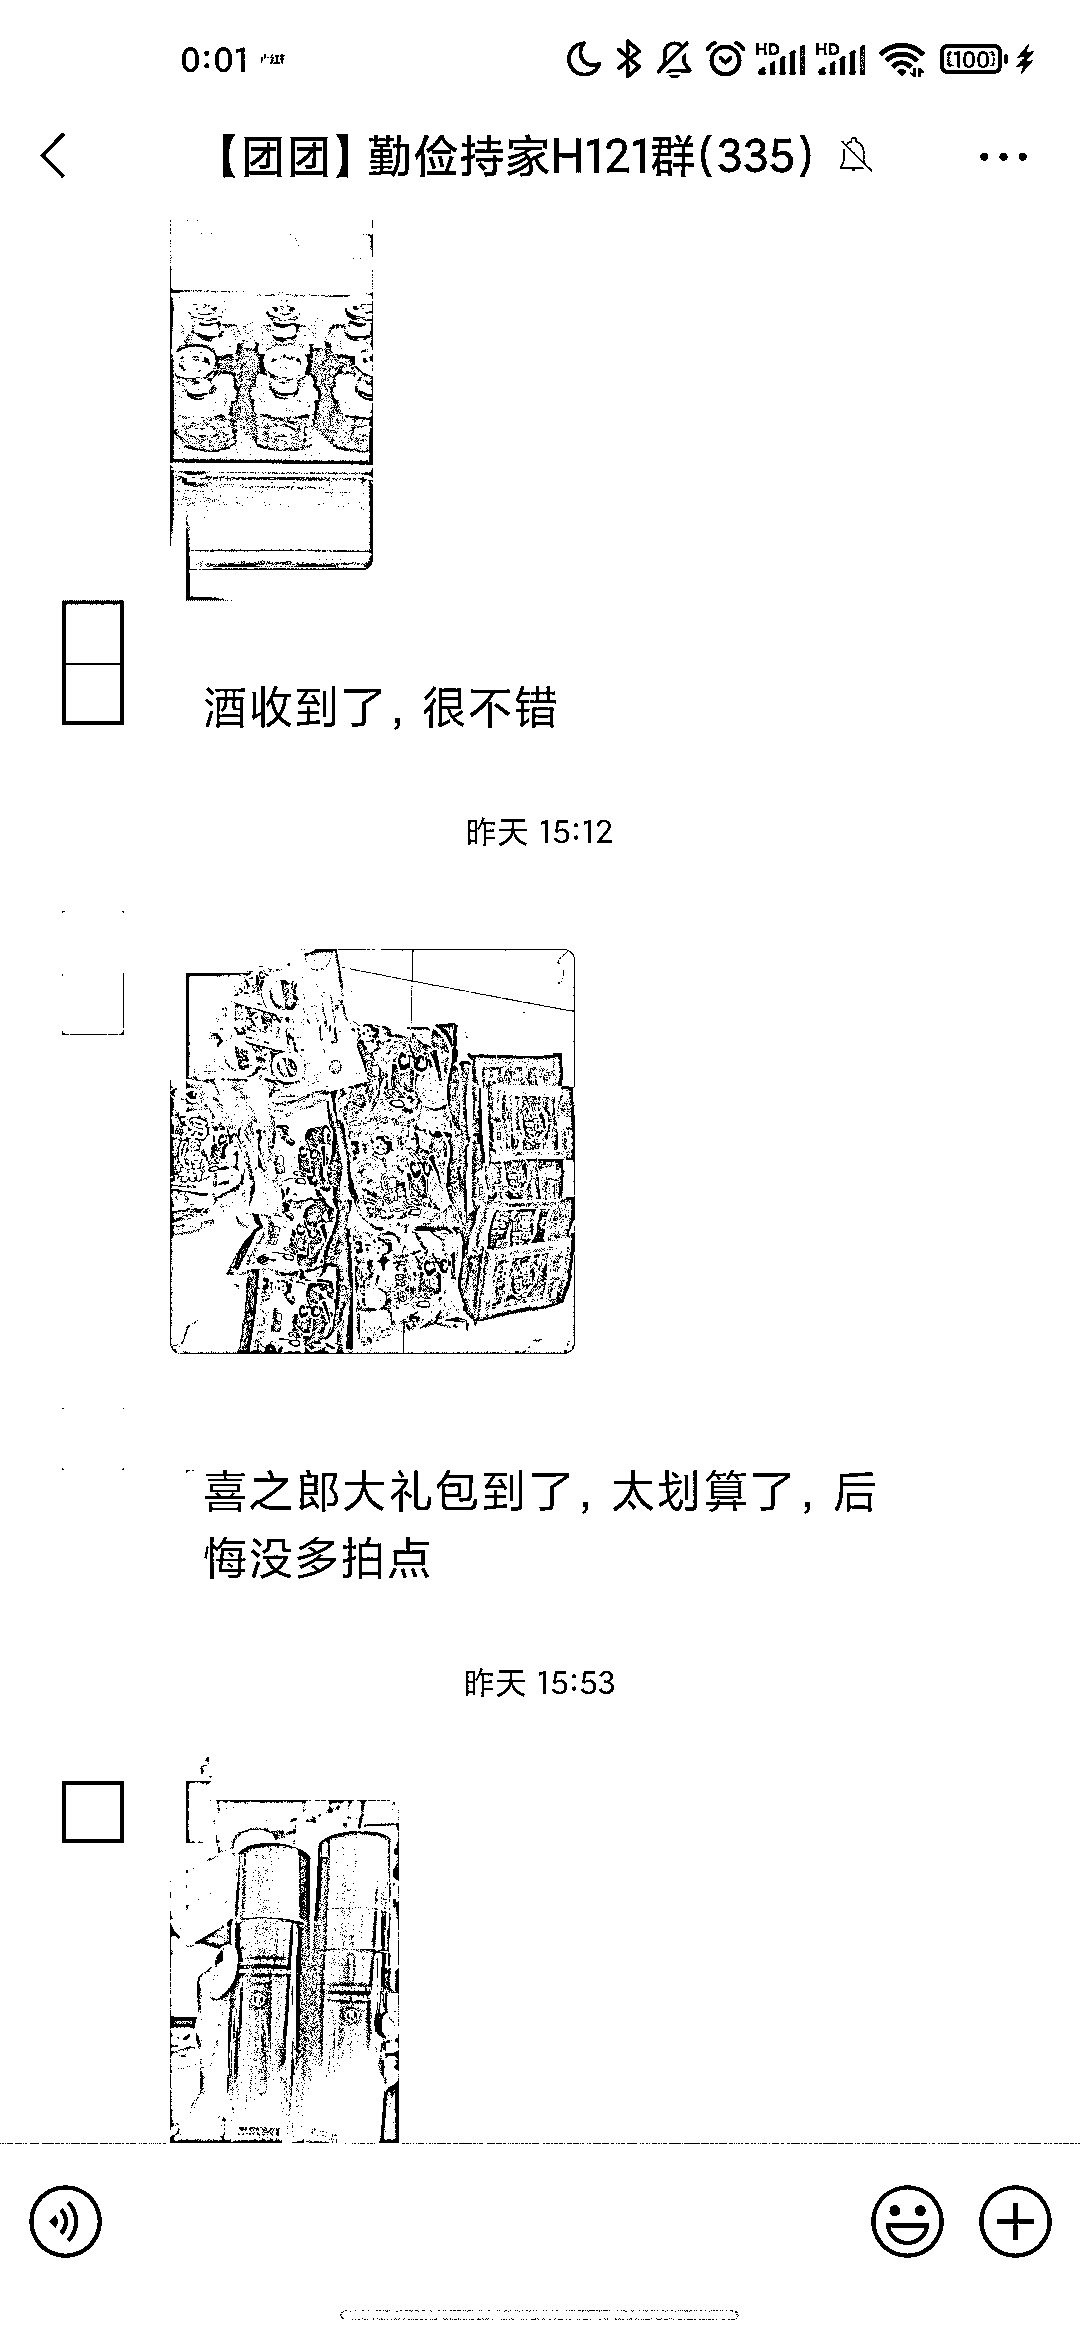 0:01
HD HD 100
【团团】勤俭持家H121群(335)
酒收到了，很不错
昨天 15:12
喜之郎大礼包到了，太划算了，后
悔没多拍点
昨天 15:53